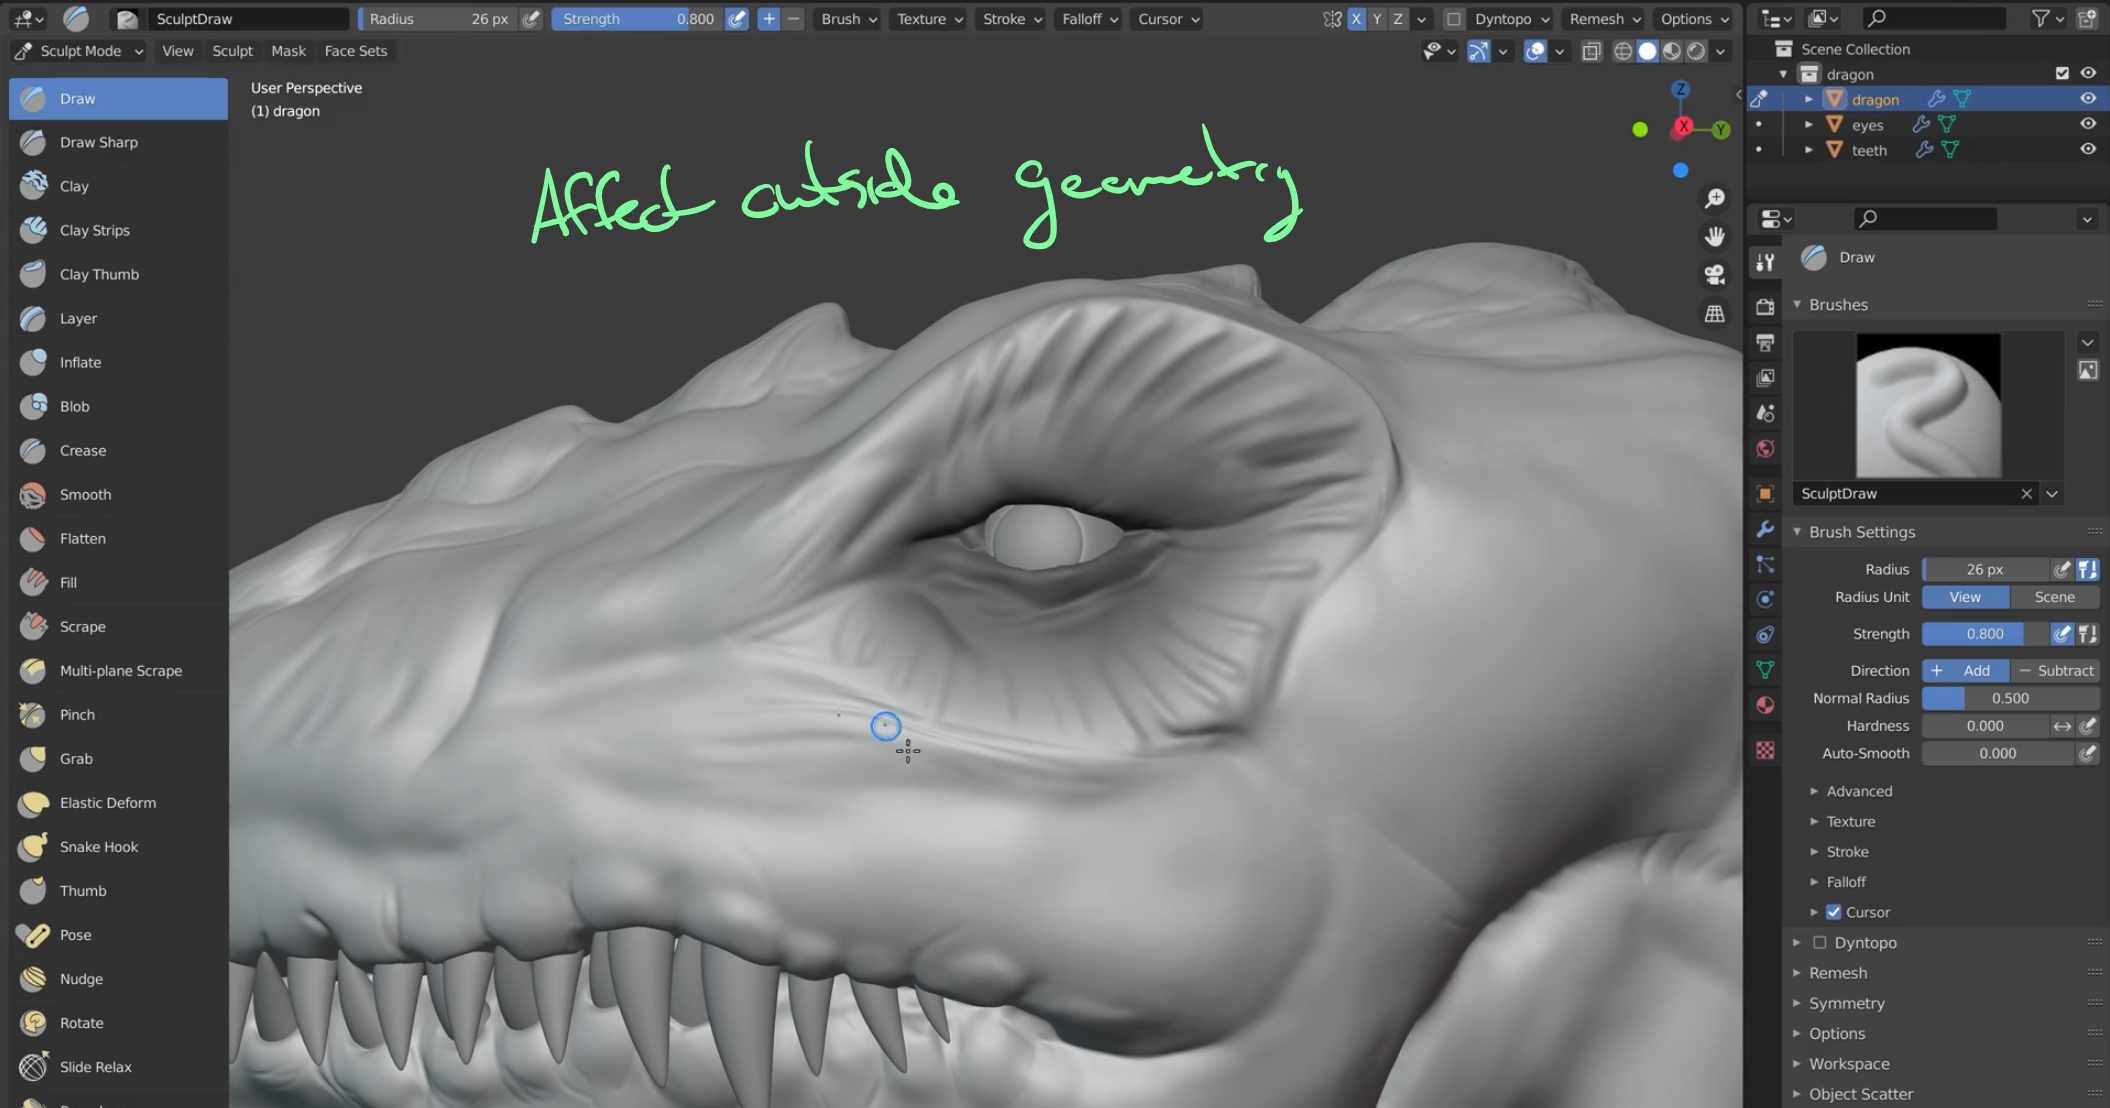 SculptDraw Radius 26 px Strength 0.800 Brush Texture Stroke Falloff Cursor X Y Z Dyntopo Remesh Options
Sculpt Mode View Sculpt Mask Face Sets
User Perspective
(1) dragon
Affect outside geometry
Draw
Draw Sharp
Clay
Clay Strips
Clay Thumb
Layer
Inflate
Blob
Crease
Smooth
Flatten
Fill
Scrape
Multi-plane Scrape
Pinch
Grab
Elastic Deform
Snake Hook
Thumb
Pose
Nudge
Rotate
Slide Relax
Z
X Y
Scene Collection
dragon
dragon
eyes
teeth
Draw
Brushes
SculptDraw
Brush Settings
Radius 26 px
Radius Unit View Scene
Strength 0.800
Direction + Add − Subtract
Normal Radius 0.500
Hardness 0.000
Auto-Smooth 0.000
Advanced
Texture
Stroke
Falloff
Cursor
Dyntopo
Remesh
Symmetry
Options
Workspace
Object Scatter